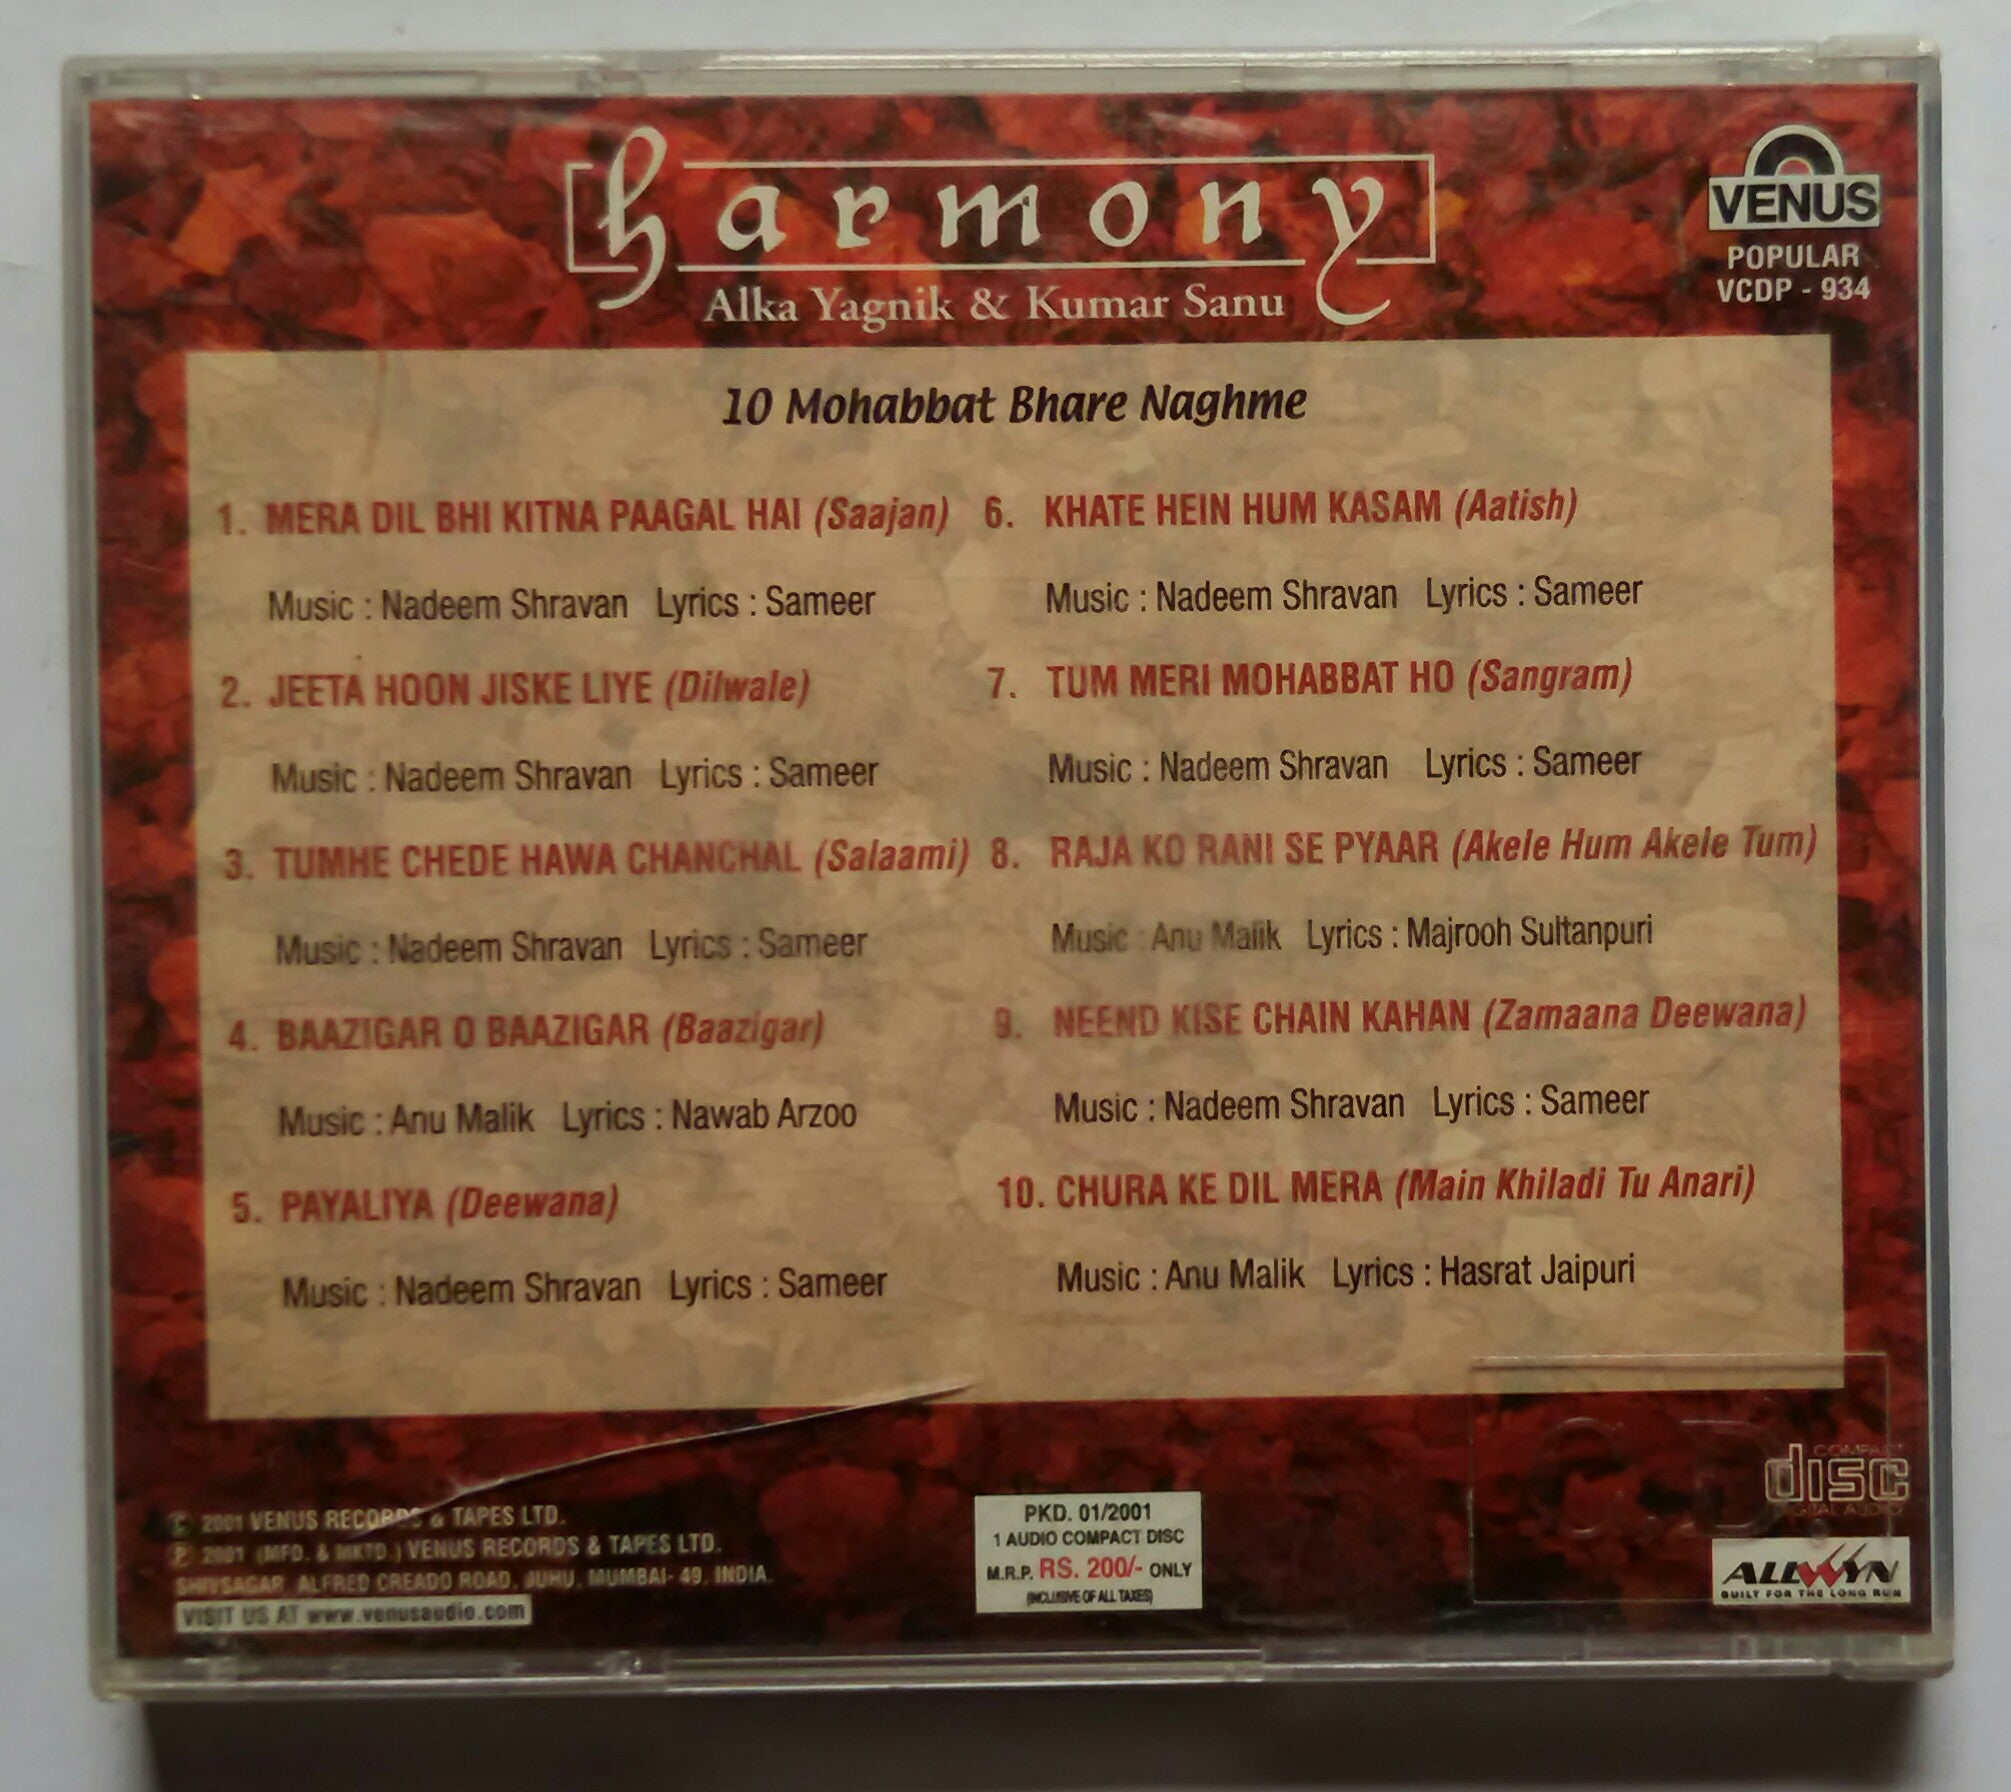 harmony
Alka Yagnik & Kumar Sanu
VENUS
POPULAR
VCDP - 934
10 Mohabbat Bhare Naghme
1. MERA DIL BHI KITNA PAAGAL HAI (Saajan)
Music : Nadeem Shravan Lyrics : Sameer
2. JEETA HOON JISKE LIYE (Dilwale)
Music : Nadeem Shravan Lyrics : Sameer
3. TUMHE CHEDE HAWA CHANCHAL (Salaami)
Music : Nadeem Shravan Lyrics : Sameer
4. BAAZIGAR O BAAZIGAR (Baazigar)
Music : Anu Malik Lyrics : Nawab Arzoo
5. PAYALIYA (Deewana)
Music : Nadeem Shravan Lyrics : Sameer
6. KHATE HEIN HUM KASAM (Aatish)
Music : Nadeem Shravan Lyrics : Sameer
7. TUM MERI MOHABBAT HO (Sangram)
Music : Nadeem Shravan Lyrics : Sameer
8. RAJA KO RANI SE PYAAR (Akele Hum Akele Tum)
Music : Anu Malik Lyrics : Majrooh Sultanpuri
9. NEEND KISE CHAIN KAHAN (Zamaana Deewana)
Music : Nadeem Shravan Lyrics : Sameer
10. CHURA KE DIL MERA (Main Khiladi Tu Anari)
Music : Anu Malik Lyrics : Hasrat Jaipuri
© 2001 VENUS RECORDS & TAPES LTD.
℗ 2001 (MFD. & MKTD.) VENUS RECORDS & TAPES LTD.
SHIVSAGAR, ALFRED CREADO ROAD, JUHU, MUMBAI- 49, INDIA.
VISIT US AT www.venusaudio.com
PKD. 01/2001
1 AUDIO COMPACT DISC
M.R.P. RS. 200/- ONLY
(INCLUSIVE OF ALL TAXES)
COMPACT
disc
DIGITAL AUDIO
ALLWYN
BUILT FOR THE LONG RUN